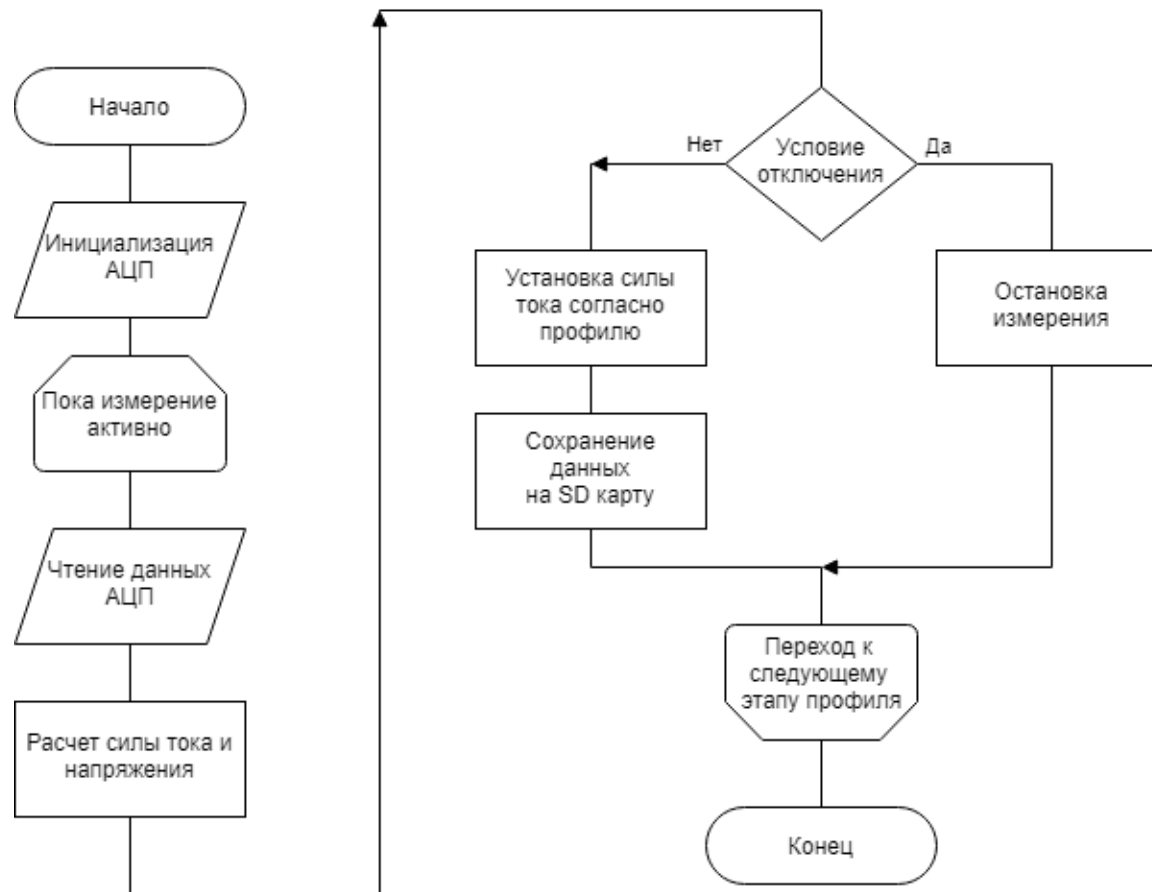 Начало
Инициализация
АЦП
Пока измерение
активно
Чтение данных
АЦП
Расчет силы тока и
напряжения
Условие
отключения
Нет
Да
Установка силы
тока согласно
профилю
Сохранение
данных
на SD карту
Остановка
измерения
Переход к
следующему
этапу профиля
Конец